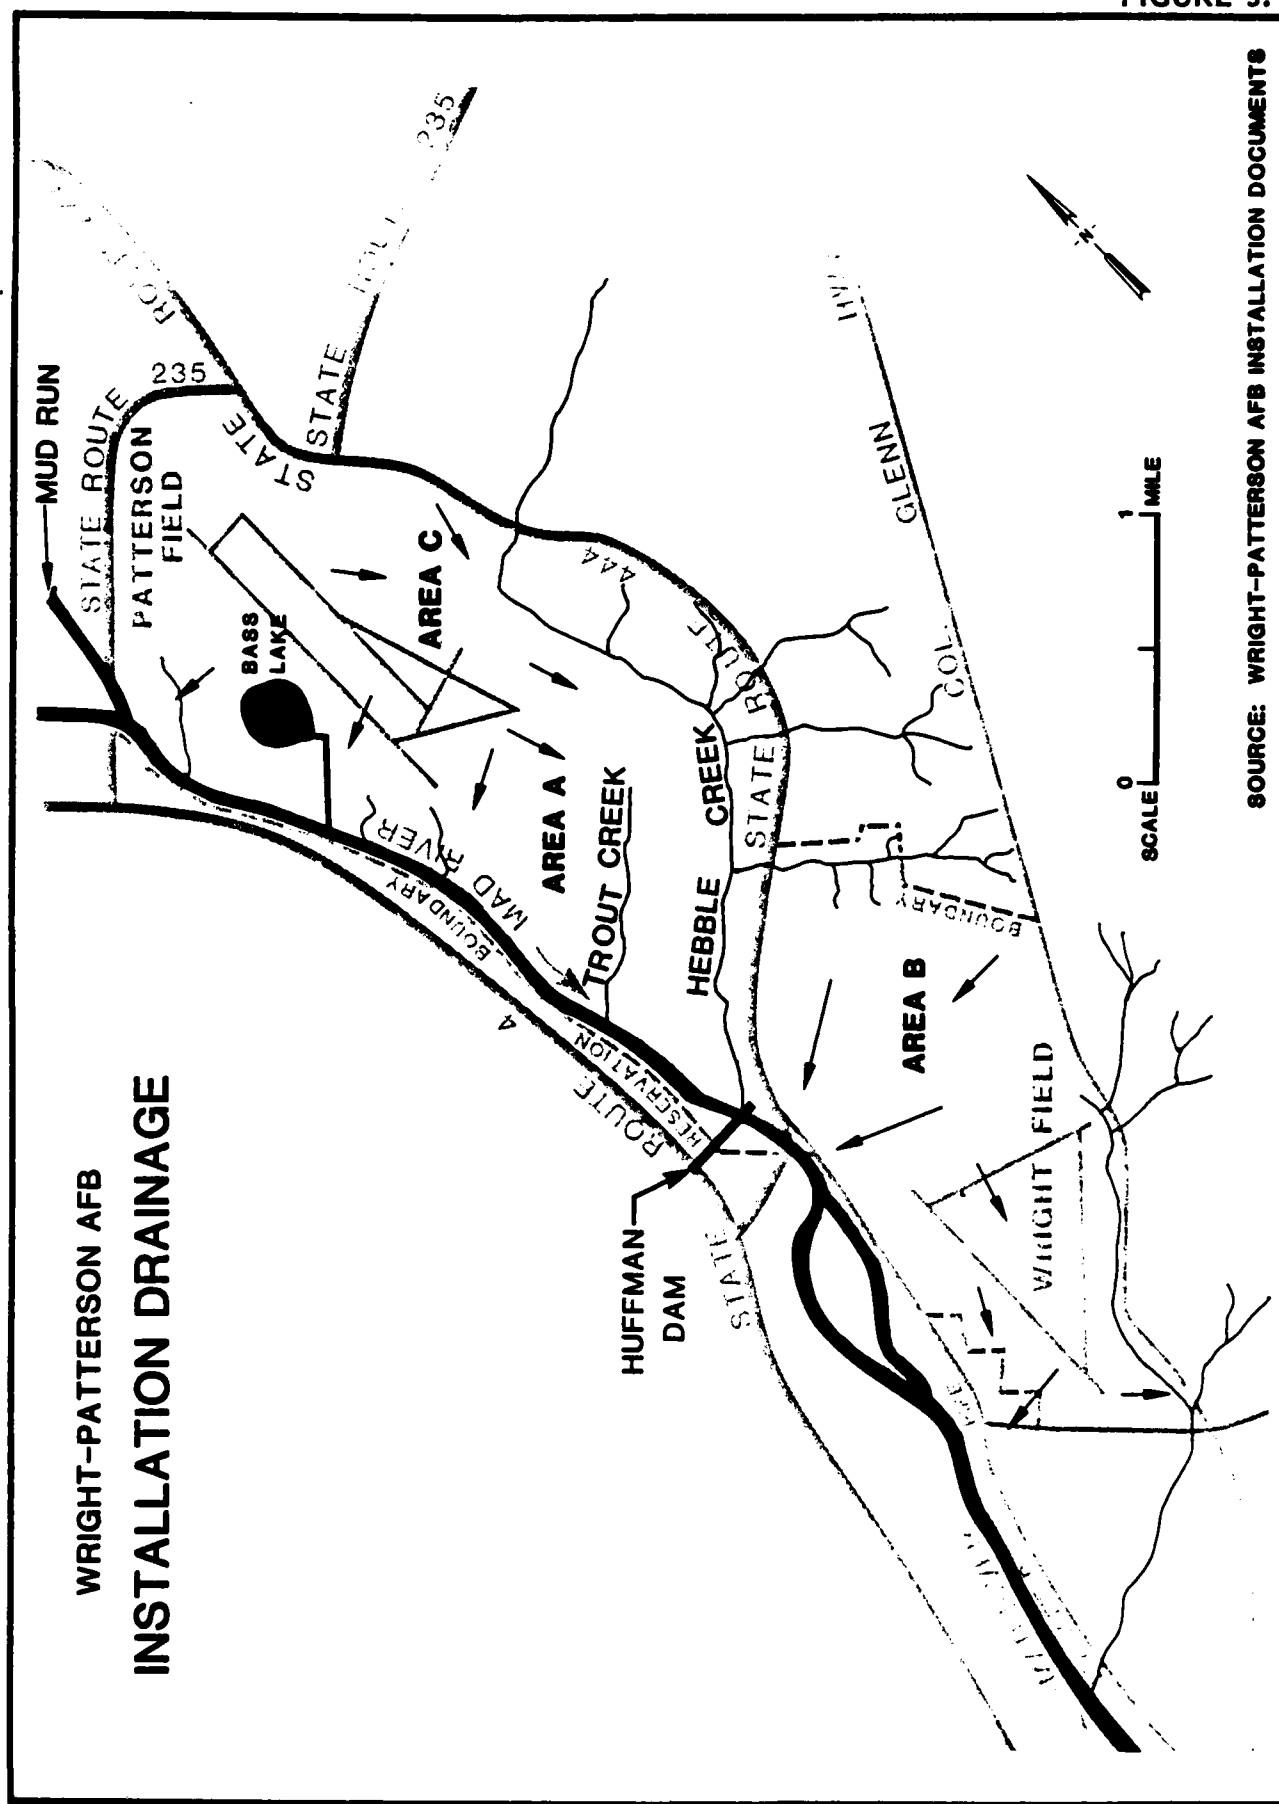 FIGURE 3.
WRIGHT-PATTERSON AFB
INSTALLATION DRAINAGE
MUD RUN
STATE ROUTE
235
PATTERSON
FIELD
STATE
STATE
235
BASS
LAKE
AREA C
444
ROUTE
STATE
MAD RIVER
AREA A
TROUT CREEK
HEBBLE CREEK
BOUNDARY
RESERVATION
4
ROUTE
STATE
HUFFMAN
DAM
AREA B
BOUNDARY
WRIGHT FIELD
COL. GLENN HWY
SCALE
0
1
MILE
N
SOURCE: WRIGHT-PATTERSON AFB INSTALLATION DOCUMENTS